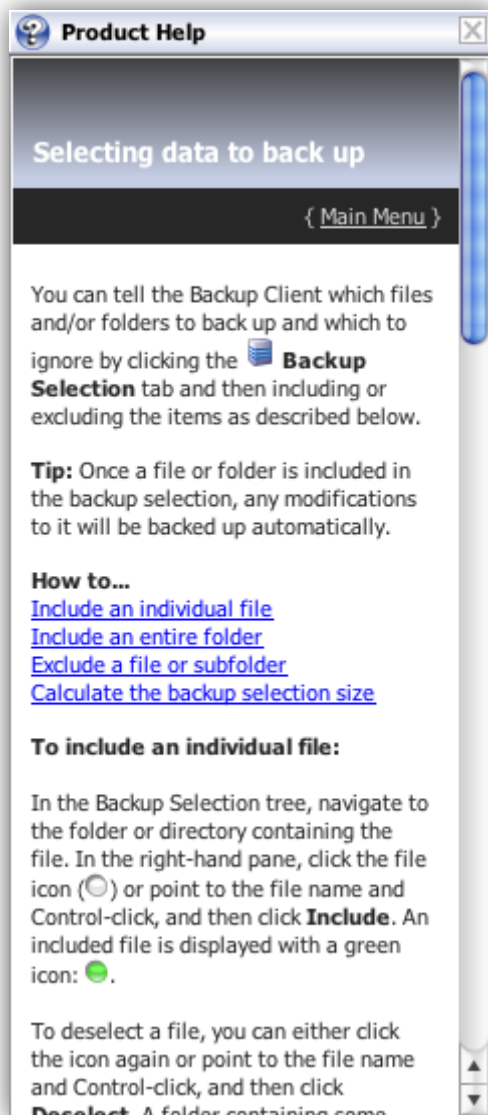 Product Help
Selecting data to back up
{ Main Menu }
You can tell the Backup Client which files
and/or folders to back up and which to
ignore by clicking the Backup
Selection tab and then including or
excluding the items as described below.
Tip: Once a file or folder is included in
the backup selection, any modifications
to it will be backed up automatically.
How to...
Include an individual file
Include an entire folder
Exclude a file or subfolder
Calculate the backup selection size
To include an individual file:
In the Backup Selection tree, navigate to
the folder or directory containing the
file. In the right-hand pane, click the file
icon ( ) or point to the file name and
Control-click, and then click Include. An
included file is displayed with a green
icon: .
To deselect a file, you can either click
the icon again or point to the file name
and Control-click, and then click
Deselect. A folder containing some